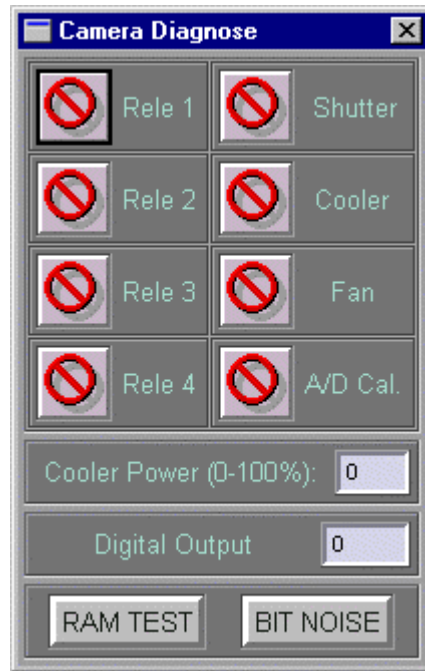 Camera Diagnose
Rele 1 Shutter
Rele 2 Cooler
Rele 3 Fan
Rele 4 A/D Cal.
Cooler Power (0-100%): 0
Digital Output 0
RAM TEST BIT NOISE